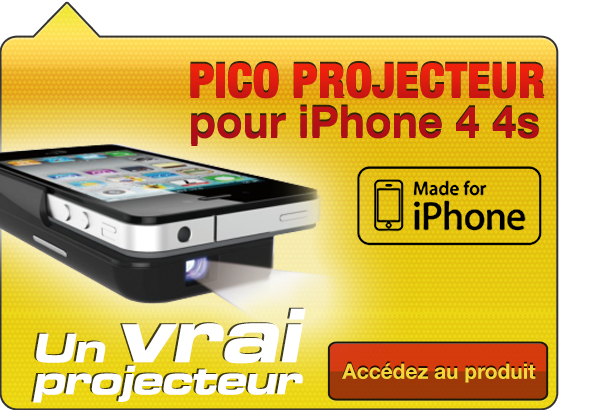 PICO PROJECTEUR
pour iPhone 4 4s
Made for
iPhone
Un vrai
projecteur
Accédez au produit